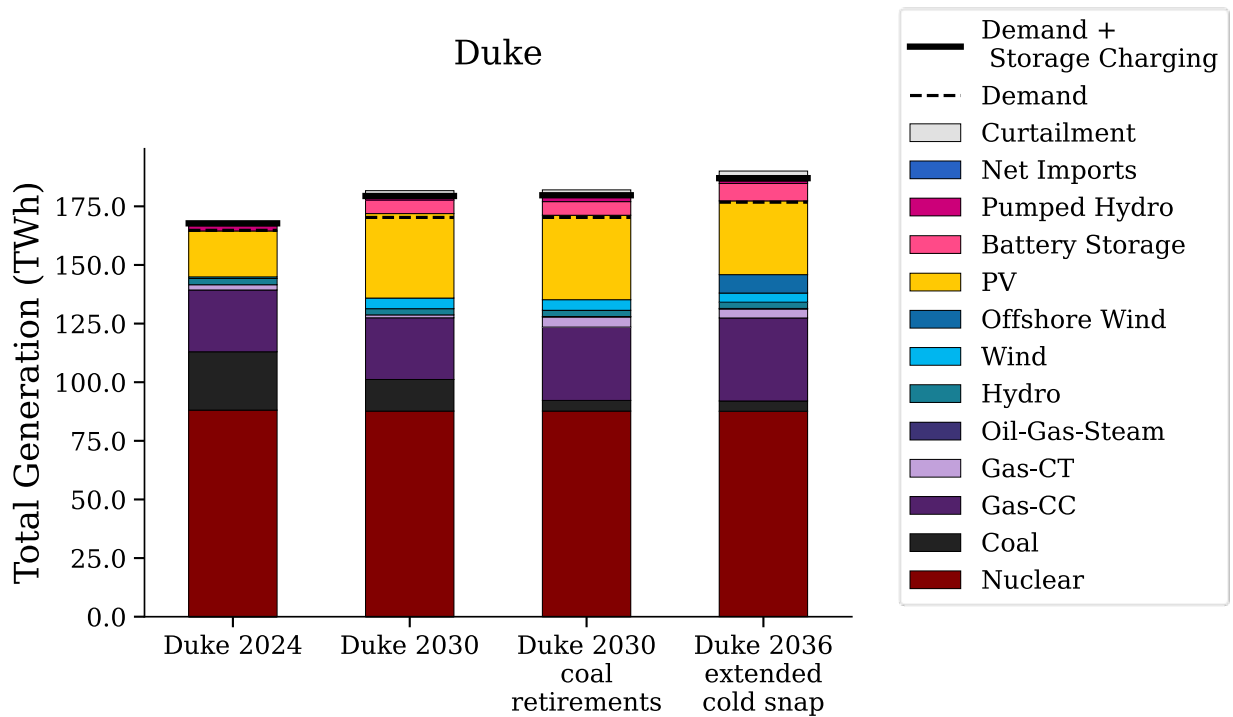 Duke
Total Generation (TWh)
175.0
150.0
125.0
100.0
75.0
50.0
25.0
0.0
Duke 2024
Duke 2030
Duke 2030
coal
retirements
Duke 2036
extended
cold snap
Demand +
Storage Charging
Demand
Curtailment
Net Imports
Pumped Hydro
Battery Storage
PV
Offshore Wind
Wind
Hydro
Oil-Gas-Steam
Gas-CT
Gas-CC
Coal
Nuclear